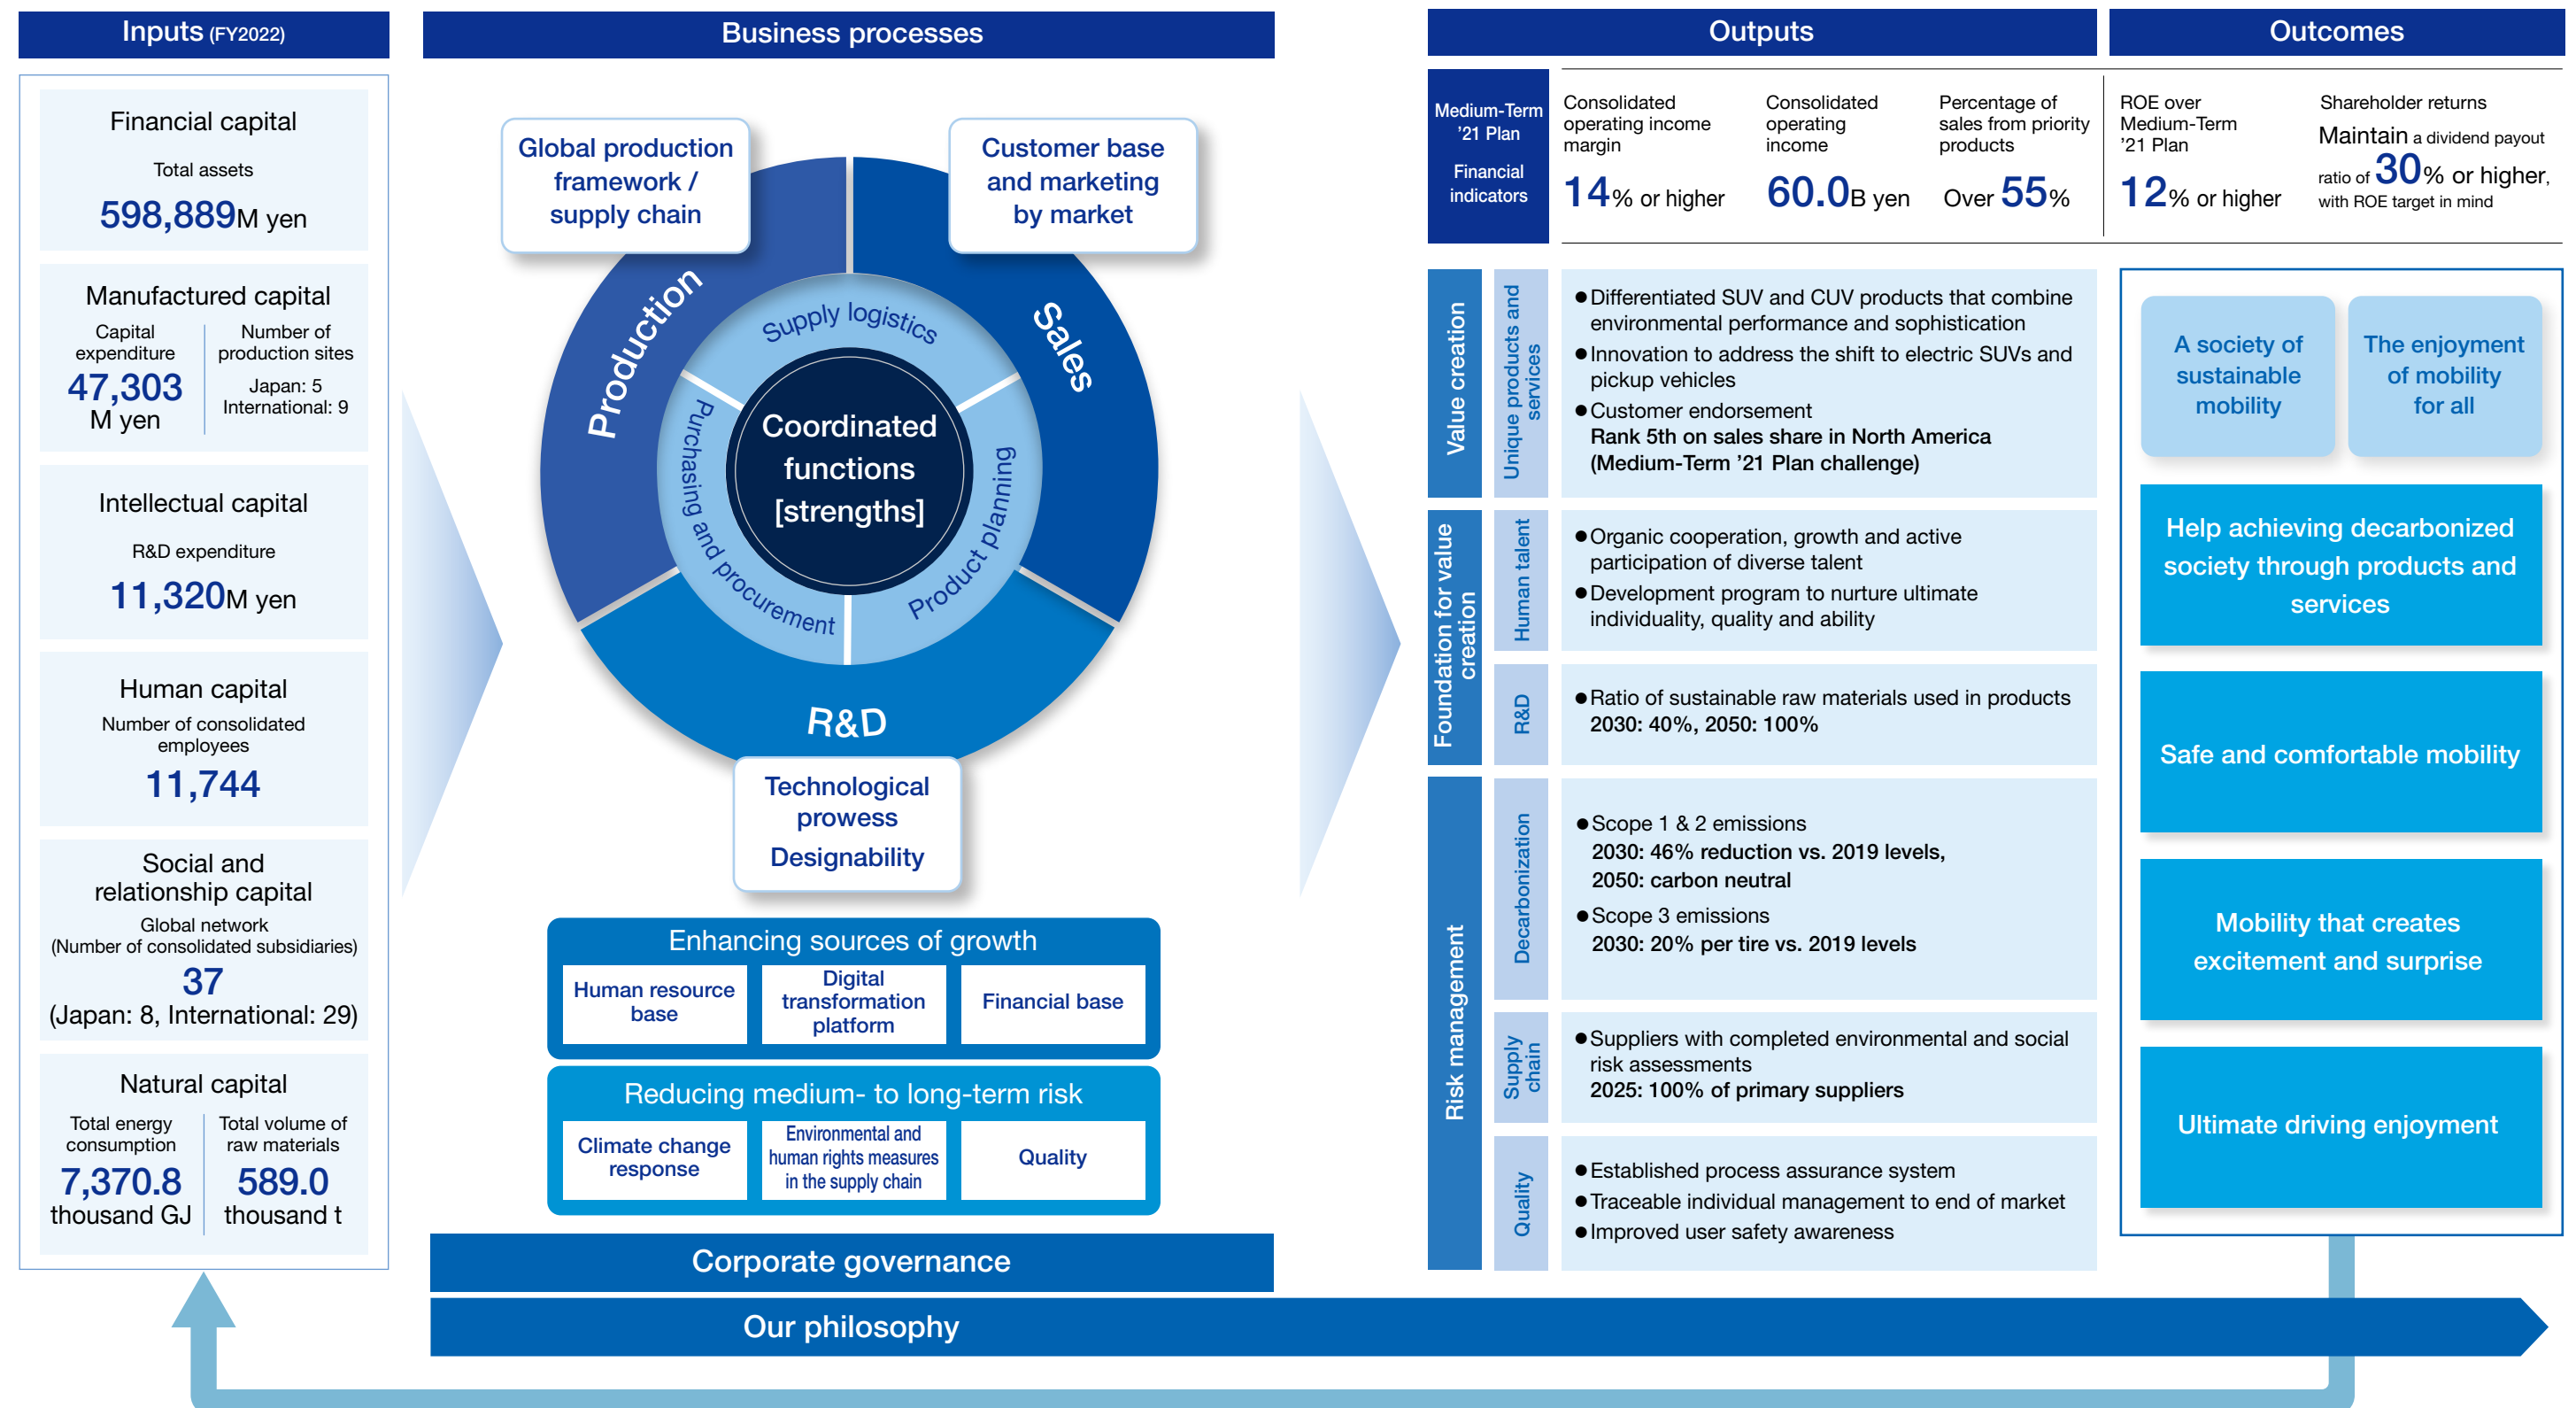 Inputs (FY2022)
Financial capital
Total assets
598,889M yen
Manufactured capital
Capital
expenditure
47,303
M yen
Number of
production sites
Japan: 5
International: 9
Intellectual capital
R&D expenditure
11,320M yen
Human capital
Number of consolidated
employees
11,744
Social and
relationship capital
Global network
(Number of consolidated subsidiaries)
37
(Japan: 8, International: 29)
Natural capital
Total energy
consumption
7,370.8
thousand GJ
Total volume of
raw materials
589.0
thousand t
Business processes
Global production
framework /
supply chain
Customer base
and marketing
by market
Production
Sales
R&D
Supply logistics
Purchasing and procurement
Product planning
Coordinated
functions
[strengths]
Technological
prowess
Designability
Enhancing sources of growth
Human resource
base
Digital
transformation
platform
Financial base
Reducing medium- to long-term risk
Climate change
response
Environmental and
human rights measures
in the supply chain
Quality
Corporate governance
Our philosophy
Outputs
Medium-Term
’21 Plan
Financial
indicators
Consolidated
operating income
margin
14% or higher
Consolidated
operating
income
60.0B yen
Percentage of
sales from priority
products
Over 55%
Value creation
Unique products and
services
●Differentiated SUV and CUV products that combine
environmental performance and sophistication
●Innovation to address the shift to electric SUVs and
pickup vehicles
●Customer endorsement
Rank 5th on sales share in North America
(Medium-Term ’21 Plan challenge)
Foundation for value
creation
Human talent
●Organic cooperation, growth and active
participation of diverse talent
●Development program to nurture ultimate
individuality, quality and ability
R&D
●Ratio of sustainable raw materials used in products
2030: 40%, 2050: 100%
Risk management
Decarbonization
●Scope 1 & 2 emissions
2030: 46% reduction vs. 2019 levels,
2050: carbon neutral
●Scope 3 emissions
2030: 20% per tire vs. 2019 levels
Supply
chain
●Suppliers with completed environmental and social
risk assessments
2025: 100% of primary suppliers
Quality
●Established process assurance system
●Traceable individual management to end of market
●Improved user safety awareness
Outcomes
ROE over
Medium-Term
’21 Plan
12% or higher
Shareholder returns
Maintain a dividend payout
ratio of 30% or higher,
with ROE target in mind
A society of
sustainable
mobility
The enjoyment
of mobility
for all
Help achieving decarbonized
society through products and
services
Safe and comfortable mobility
Mobility that creates
excitement and surprise
Ultimate driving enjoyment